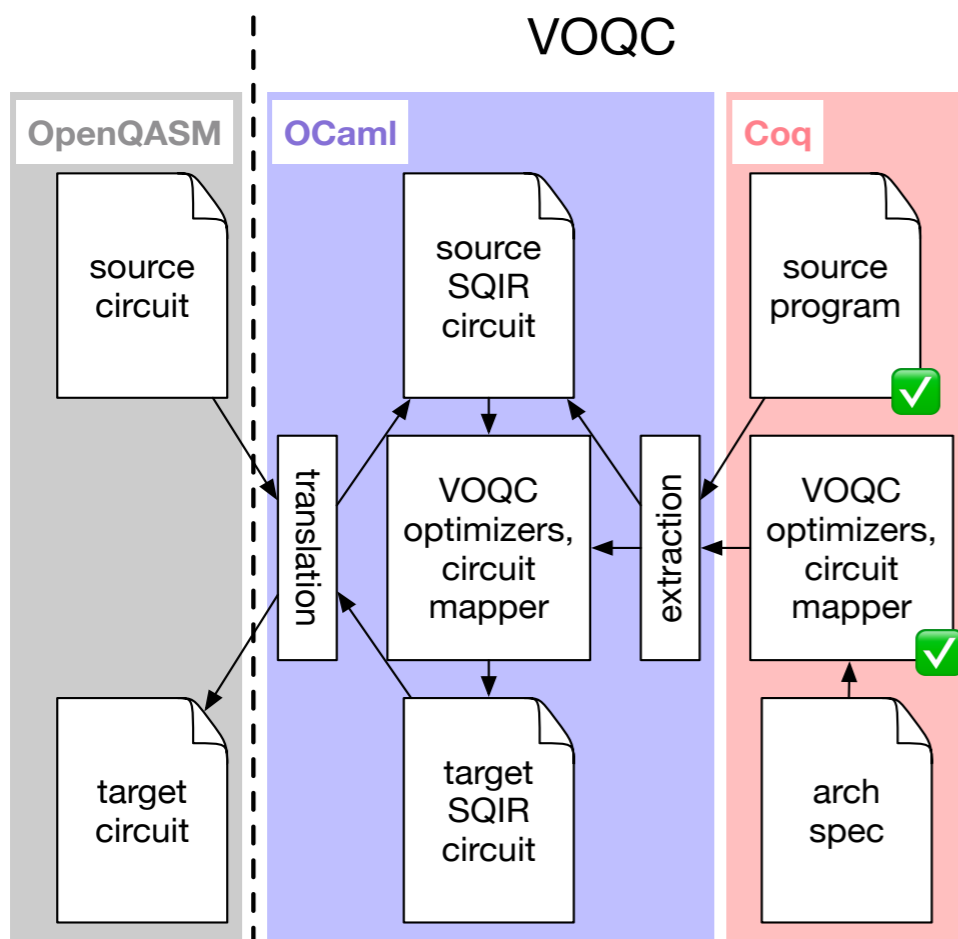 VOQC
OpenQASM
OCaml
Coq
source
circuit
source
SQIR
circuit
source
program
translation
VOQC
optimizers,
circuit
mapper
extraction
VOQC
optimizers,
circuit
mapper
target
circuit
target
SQIR
circuit
arch
spec